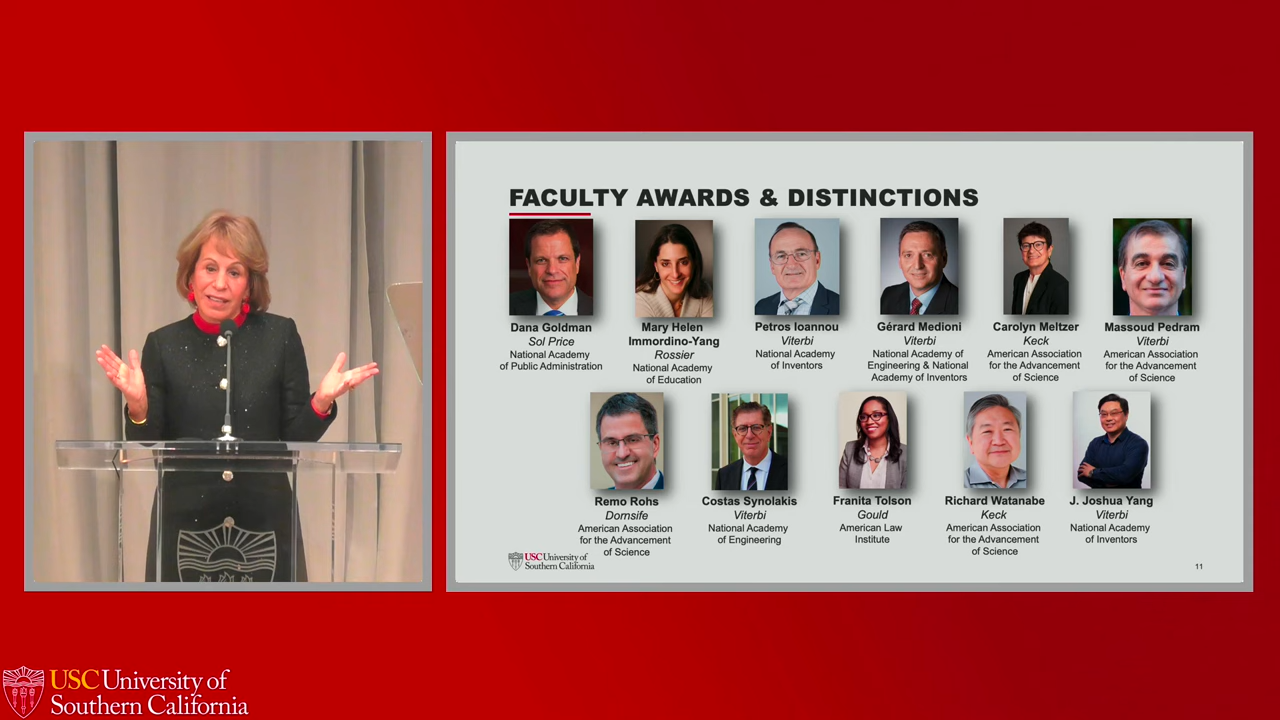 FACULTY AWARDS & DISTINCTIONS
Dana Goldman
Sol Price
National Academy
of Public Administration
Mary Helen
Immordino-Yang
Rossier
National Academy
of Education
Petros Ioannou
Viterbi
National Academy
of Inventors
Gérard Medioni
Viterbi
National Academy of
Engineering & National
Academy of Inventors
Carolyn Meltzer
Keck
American Association
for the Advancement
of Science
Massoud Pedram
Viterbi
American Association
for the Advancement
of Science
Remo Rohs
Dornsife
American Association
for the Advancement
of Science
Costas Synolakis
Viterbi
National Academy
of Engineering
Franita Tolson
Gould
American Law
Institute
Richard Watanabe
Keck
American Association
for the Advancement
of Science
J. Joshua Yang
Viterbi
National Academy
of Inventors
USC University of
Southern California
11
USC University of
Southern California